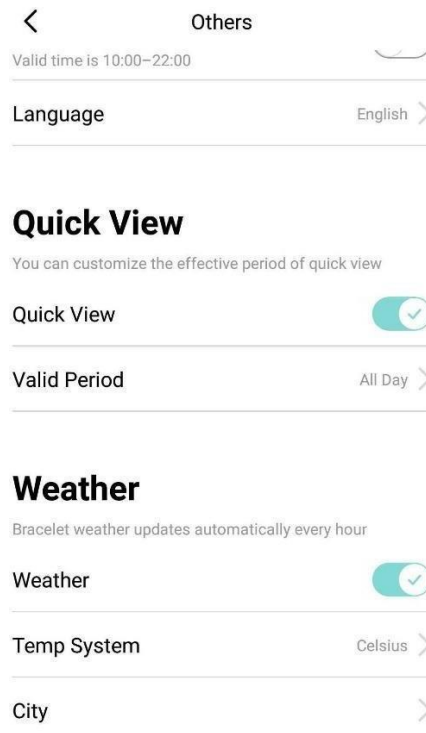 Others
Valid time is 10:00–22:00
Language English
Quick View
You can customize the effective period of quick view
Quick View
Valid Period All Day
Weather
Bracelet weather updates automatically every hour
Weather
Temp System Celsius
City